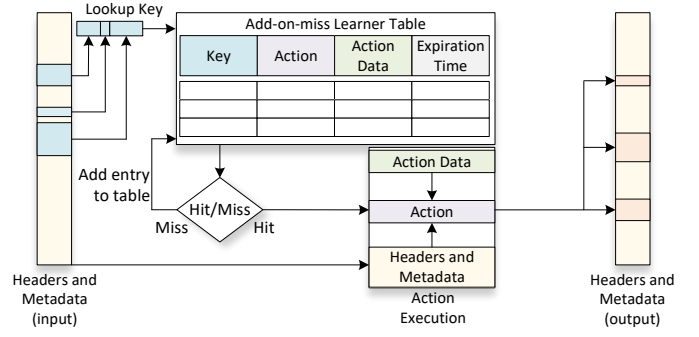 Lookup Key
Add-on-miss Learner Table
Key
Action
Action
Data
Expiration
Time
Add entry
to table
Hit/Miss
Miss
Hit
Action Data
Action
Headers and
Metadata
Action
Execution
Headers and
Metadata
(input)
Headers and
Metadata
(output)